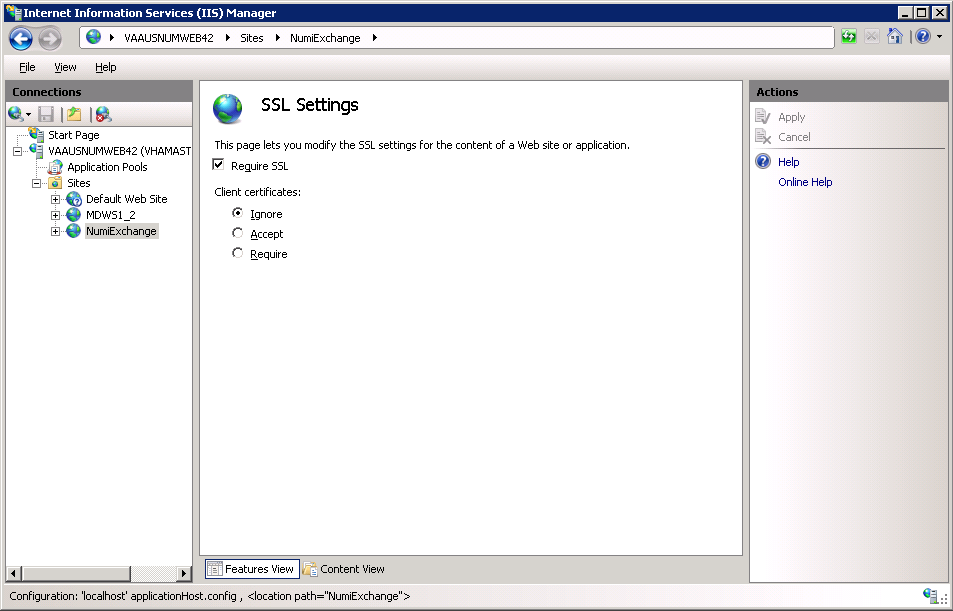 Internet Information Services (IIS) Manager
VAAUSNUMWEB42 Sites NumiExchange
File View Help
Connections
Start Page
VAAUSNUMWEB42 (VHAMAST
Application Pools
Sites
Default Web Site
MDWS1_2
NumiExchange
SSL Settings
This page lets you modify the SSL settings for the content of a Web site or application.
Require SSL
Client certificates:
Ignore
Accept
Require
Features View Content View
Actions
Apply
Cancel
Help
Online Help
Configuration: 'localhost' applicationHost.config , <location path="NumiExchange">